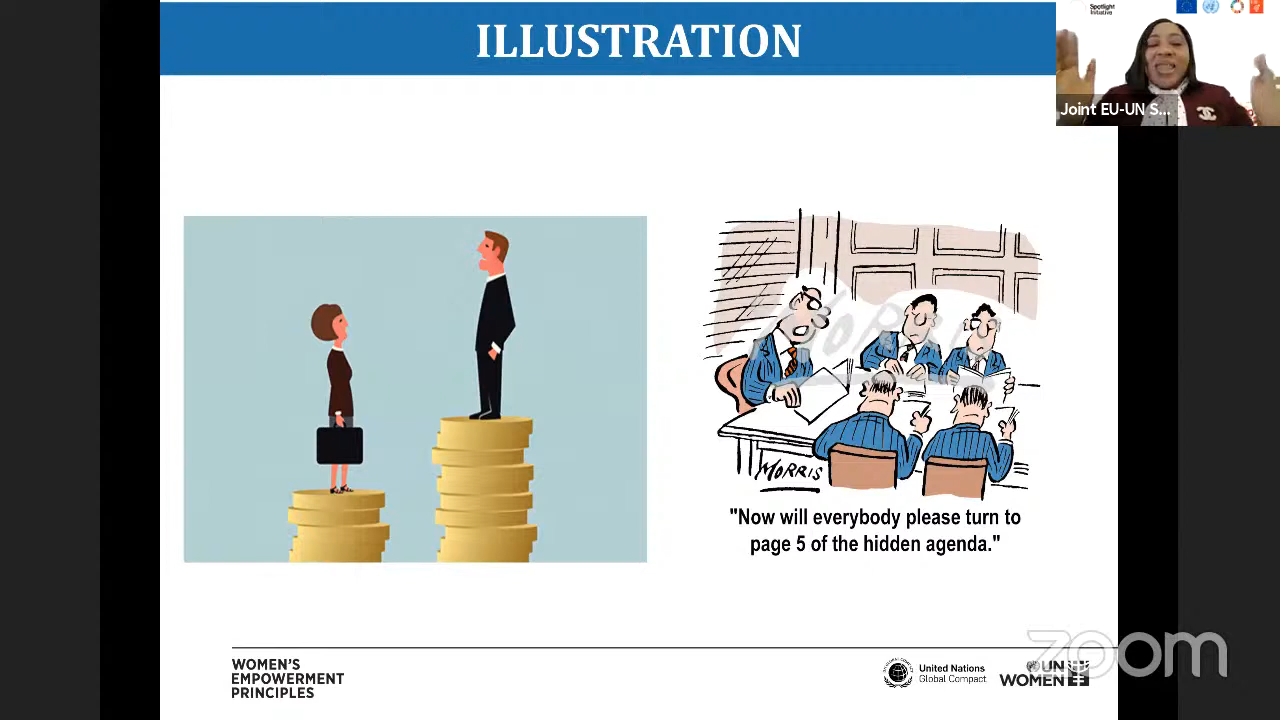 ILLUSTRATION
Spotlight
Initiative
Joint EU-UN S...
MORRIS
MORRIS
"Now will everybody please turn to
page 5 of the hidden agenda."
WOMEN'S
EMPOWERMENT
PRINCIPLES
United Nations
Global Compact
UN
WOMEN
zoom